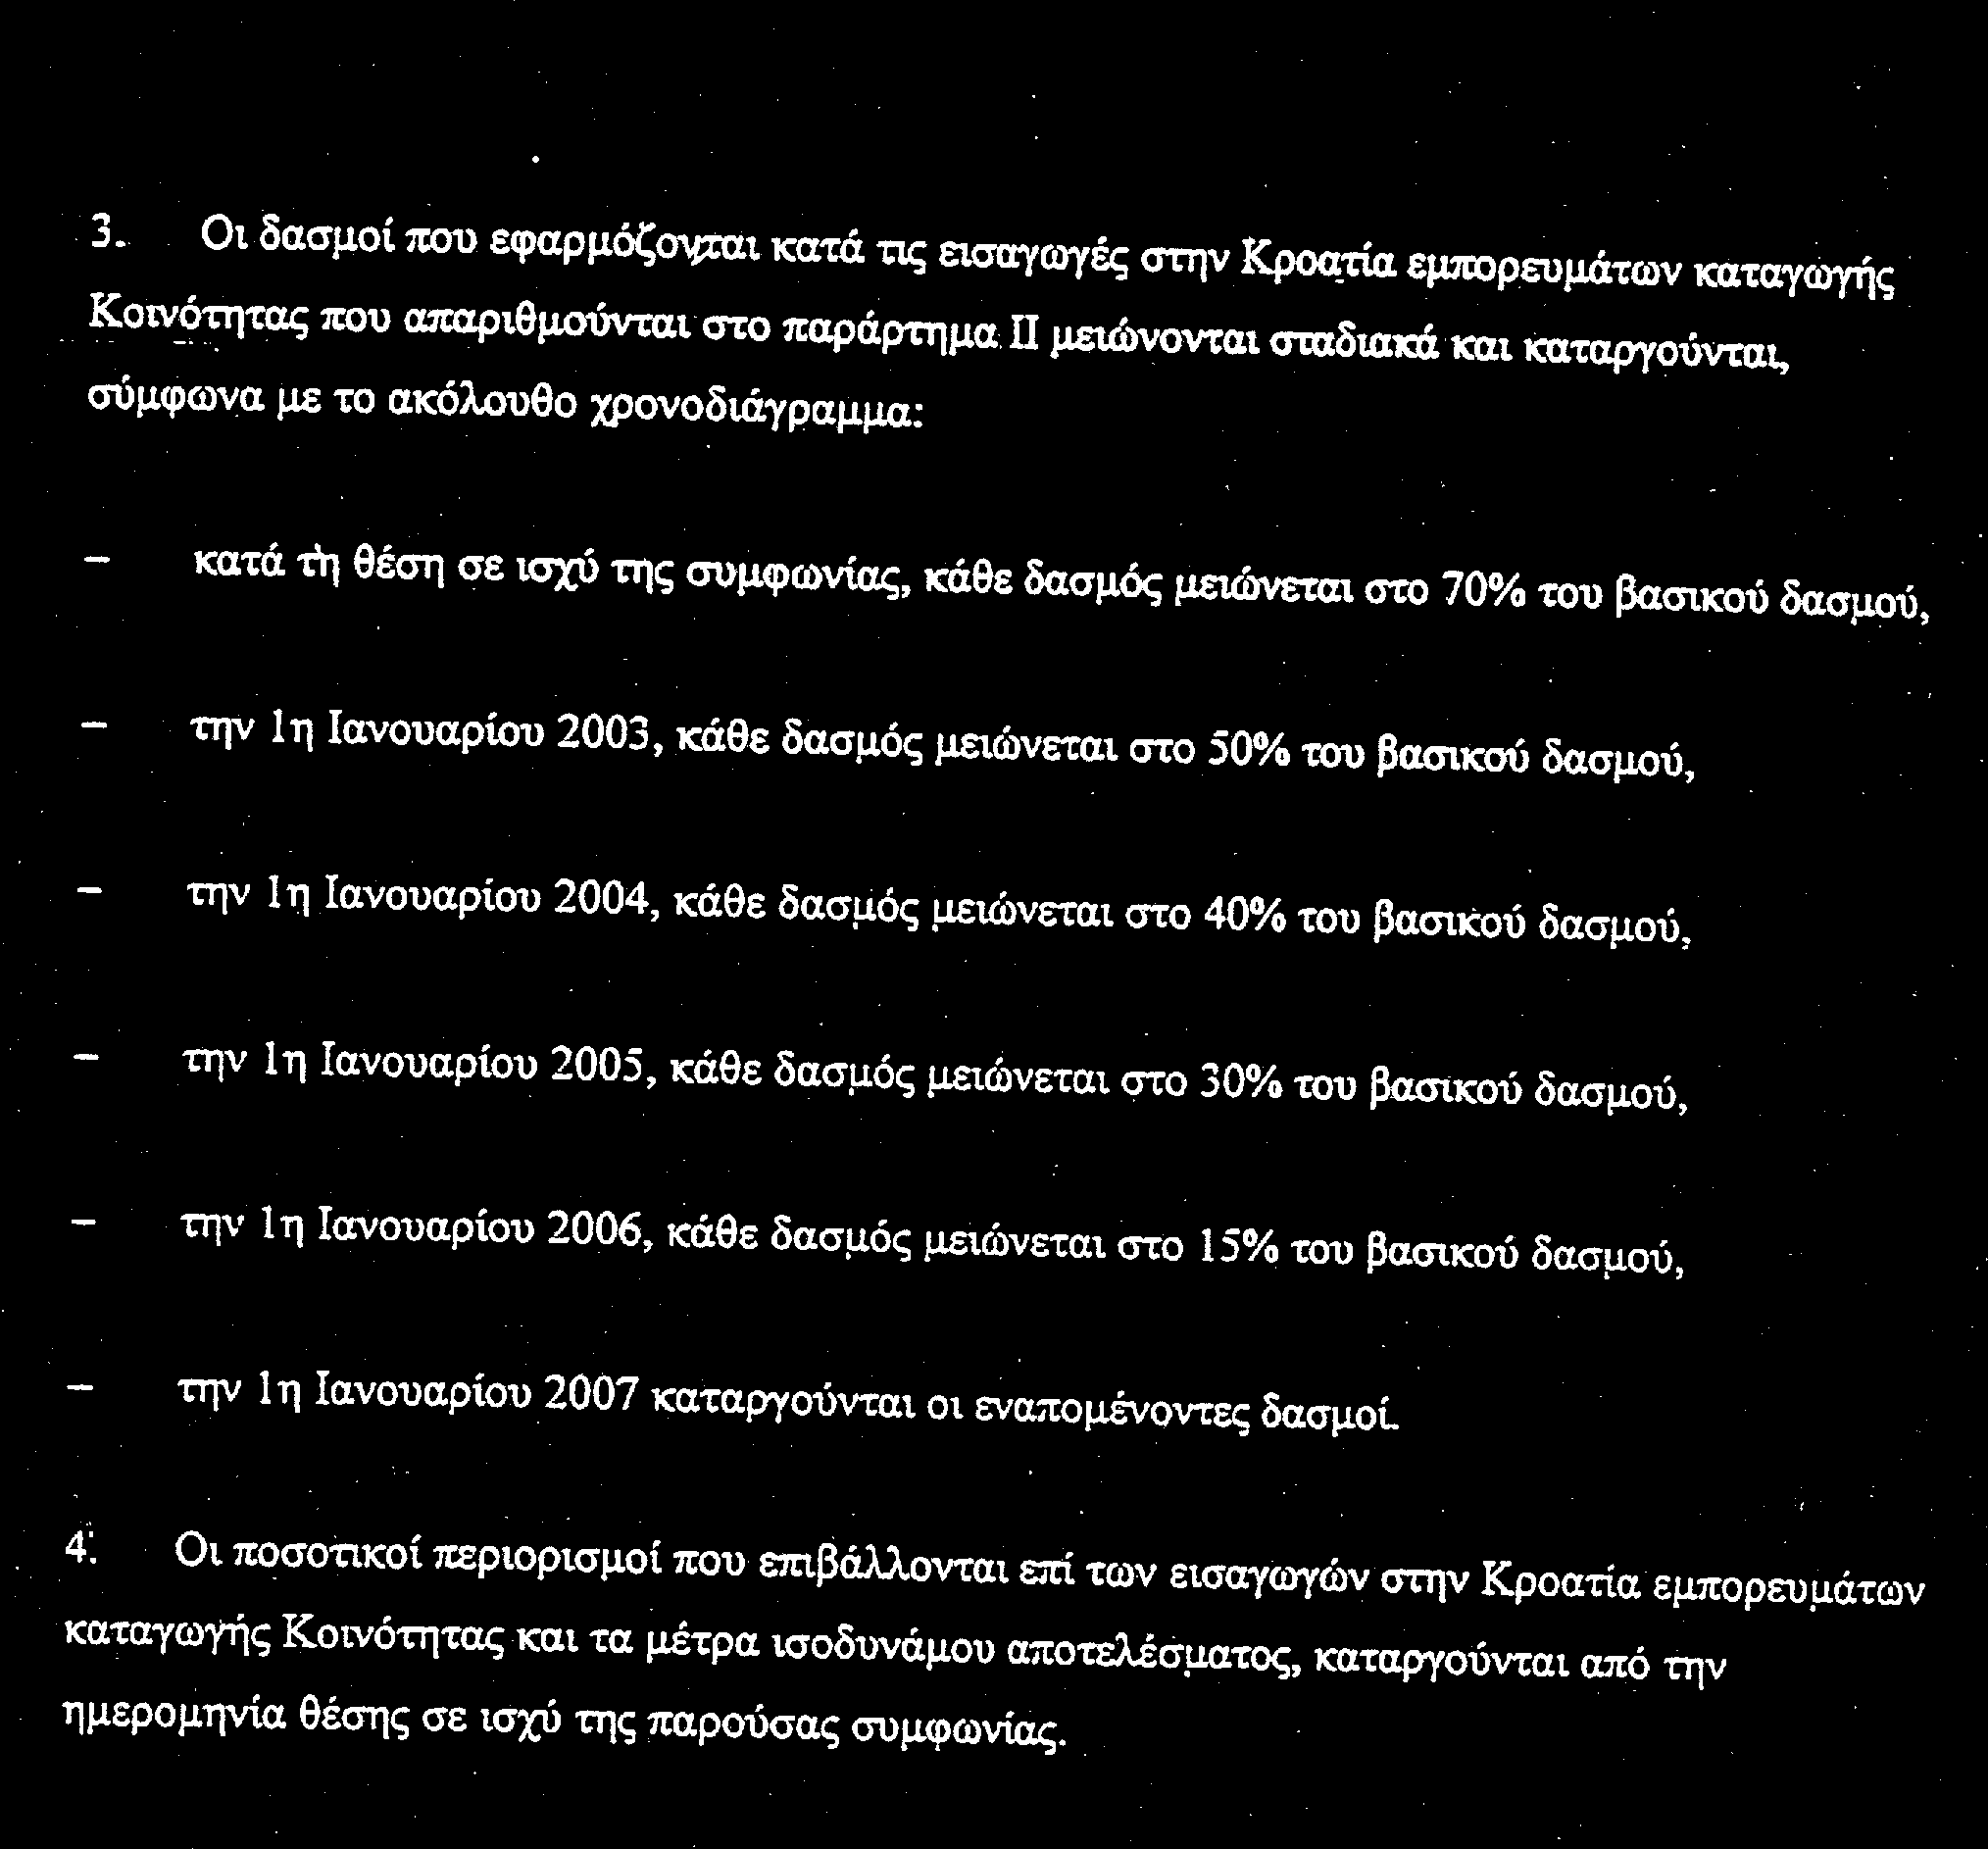 3. Οι δασμοί που εφαρμόζονται κατά τις εισαγωγές στην Κροατία εμπορευμάτων καταγωγής
Κοινότητας που απαριθμούνται στο παράρτημα ΙΙ μειώνονται σταδιακά και καταργούνται,
σύμφωνα με το ακόλουθο χρονοδιάγραμμα:
– κατά τη θέση σε ισχύ της συμφωνίας, κάθε δασμός μειώνεται στο 70% του βασικού δασμού,
– την 1η Ιανουαρίου 2003, κάθε δασμός μειώνεται στο 50% του βασικού δασμού,
– την 1η Ιανουαρίου 2004, κάθε δασμός μειώνεται στο 40% του βασικού δασμού,
– την 1η Ιανουαρίου 2005, κάθε δασμός μειώνεται στο 30% του βασικού δασμού,
– την 1η Ιανουαρίου 2006, κάθε δασμός μειώνεται στο 15% του βασικού δασμού,
– την 1η Ιανουαρίου 2007 καταργούνται οι εναπομένοντες δασμοί.
4. Οι ποσοτικοί περιορισμοί που επιβάλλονται επί των εισαγωγών στην Κροατία εμπορευμάτων
καταγωγής Κοινότητας και τα μέτρα ισοδυνάμου αποτελέσματος, καταργούνται από την
ημερομηνία θέσης σε ισχύ της παρούσας συμφωνίας.